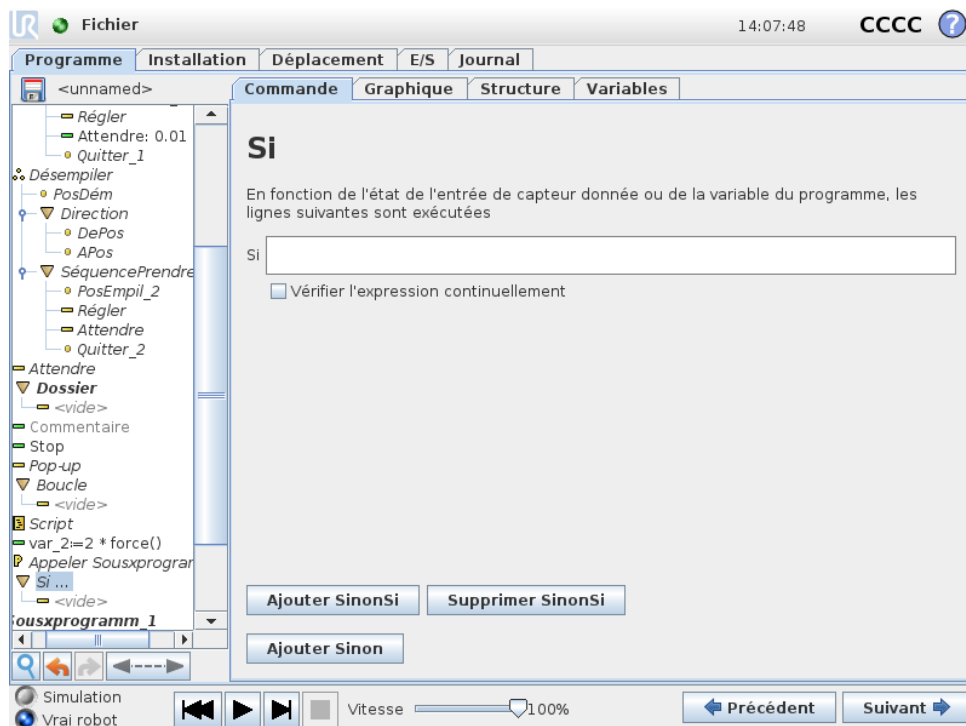 UR Fichier 14:07:48 CCCC ?
Programme Installation Déplacement E/S Journal
<unnamed> Commande Graphique Structure Variables
Régler
Attendre: 0.01
Quitter_1
Désempiler
PosDém
Direction
DePos
APos
SéquencePrendre
PosEmpil_2
Régler
Attendre
Quitter_2
Attendre
Dossier
<vide>
Commentaire
Stop
Pop-up
Boucle
<vide>
Script
var_2:=2 * force()
Appeler Sousxprogram
Si ...
<vide>
Sousxprogramm_1
Si
En fonction de l'état de l'entrée de capteur donnée ou de la variable du programme, les
lignes suivantes sont exécutées
Si
Vérifier l'expression continuellement
Ajouter SinonSi Supprimer SinonSi
Ajouter Sinon
Simulation
Vrai robot
Vitesse 100%
Précédent Suivant